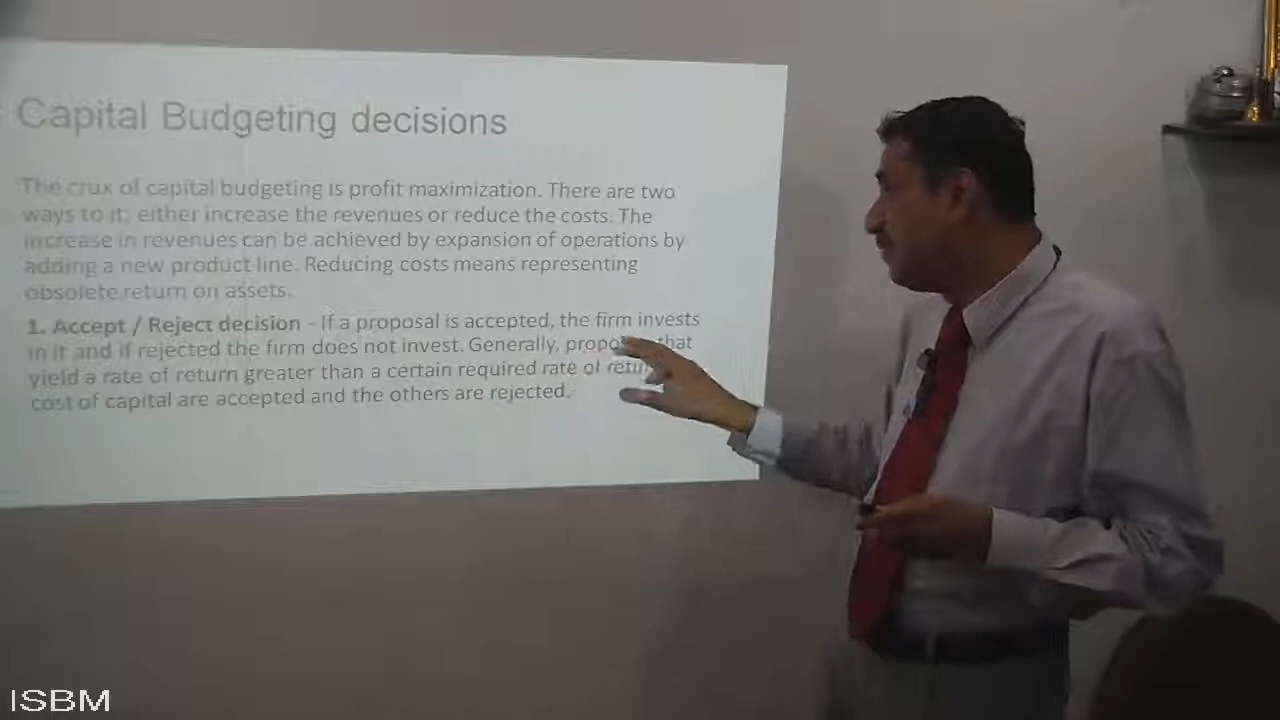 Capital Budgeting decisions
The crux of capital budgeting is profit maximization. There are two
ways to it; either increase the revenues or reduce the costs. The
increase in revenues can be achieved by expansion of operations by
adding a new product line. Reducing costs means representing
obsolete return on assets.
1. Accept / Reject decision - If a proposal is accepted, the firm invests
in it and if rejected the firm does not invest. Generally, that
yield a rate of return greater than a certain required rate of
cost of capital are accepted and the others are rejected.
ISBM